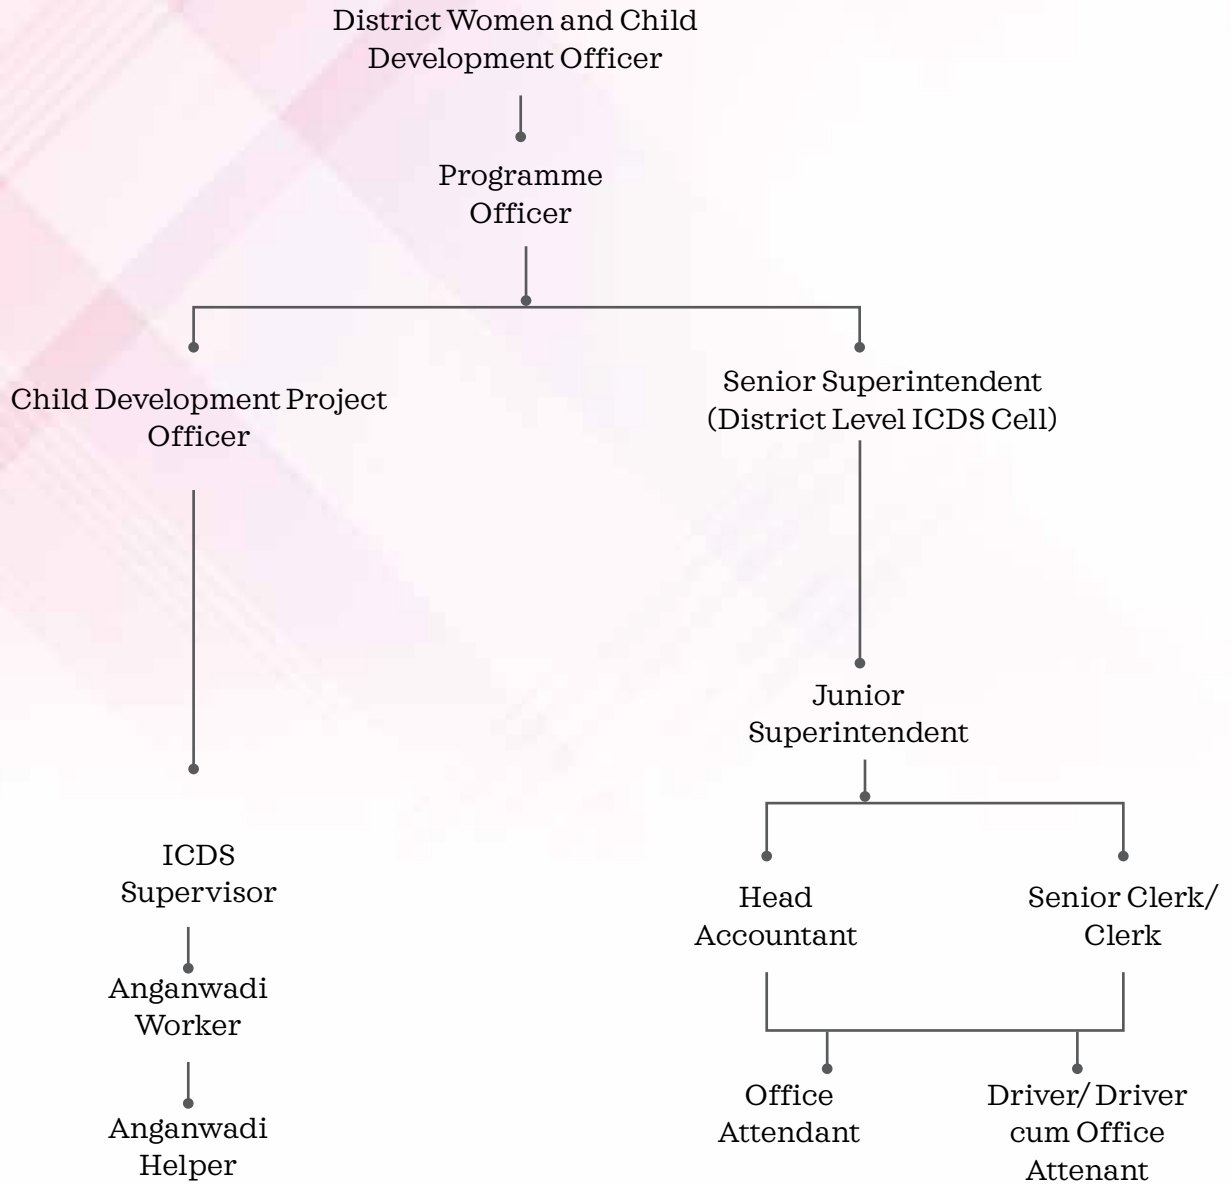 District Women and Child
Development Officer
Programme
Officer
Child Development Project
Officer
Senior Superintendent
(District Level ICDS Cell)
Junior
Superintendent
ICDS
Supervisor
Head
Accountant
Senior Clerk/
Clerk
Anganwadi
Worker
Anganwadi
Helper
Office
Attendant
Driver/ Driver
cum Office
Attenant